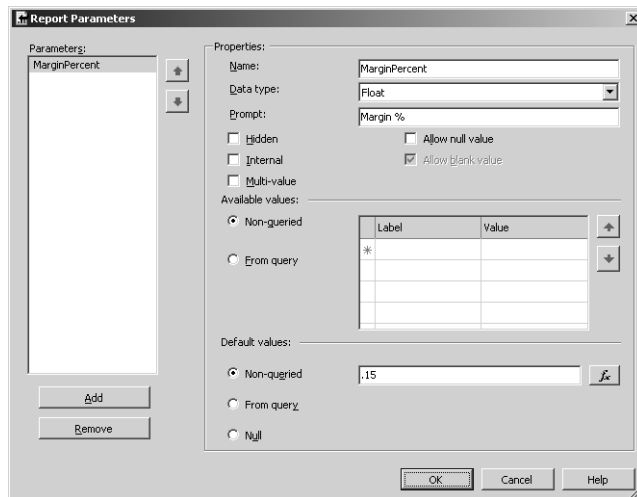 Report Parameters
Parameters:
MarginPercent
Add
Remove
Properties:
Name: MarginPercent
Data type: Float
Prompt: Margin %
Hidden Allow null value
Internal Allow blank value
Multi-value
Available values:
Non-queried
From query
Label Value
Default values:
Non-queried .15 fx
From query
Null
OK Cancel Help